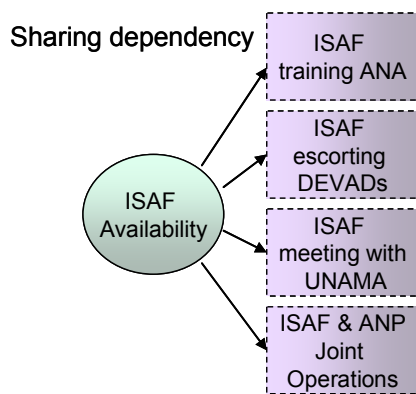 Sharing dependency
ISAF
training ANA
ISAF
escorting
DEVADs
ISAF
Availability
ISAF
meeting with
UNAMA
ISAF & ANP
Joint
Operations